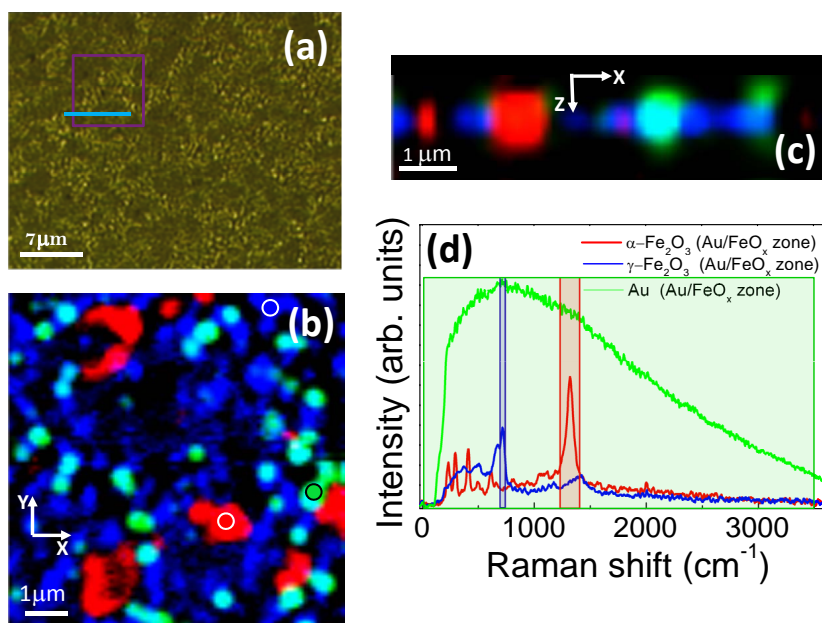 (a)
7μm
X
Z
1 μm
(c)
(b)
Y
X
1μm
(d)
α–Fe₂O₃ (Au/FeOₓ zone)
γ–Fe₂O₃ (Au/FeOₓ zone)
Au (Au/FeOₓ zone)
Intensity (arb. units)
0 1000 2000 3000
Raman shift (cm⁻¹)